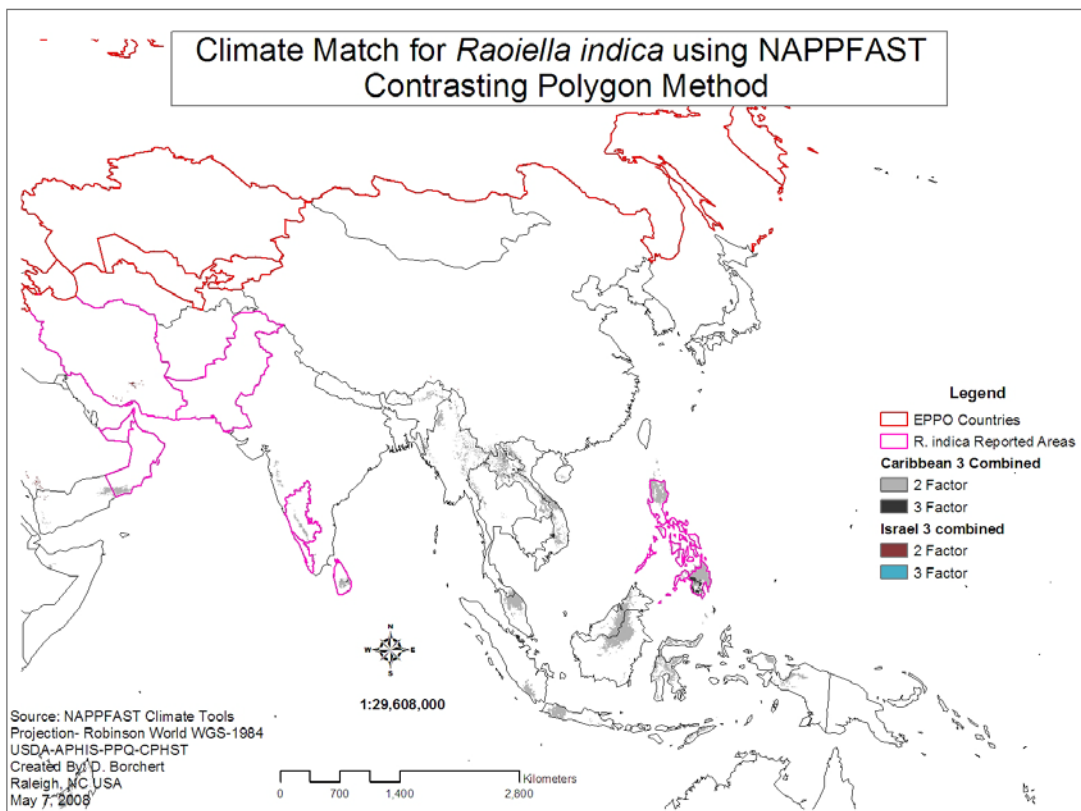 Climate Match for Raoiella indica using NAPPFAST
Contrasting Polygon Method
Legend
EPPO Countries
R. indica Reported Areas
Caribbean 3 Combined
2 Factor
3 Factor
Israel 3 combined
2 Factor
3 Factor
N
W E
S
1:29,608,000
Source: NAPPFAST Climate Tools
Projection- Robinson World WGS-1984
USDA-APHIS-PPQ-CPHST
Created By: D. Borchert
Raleigh, NC USA
May 7, 2008
Kilometers
0 700 1,400 2,800